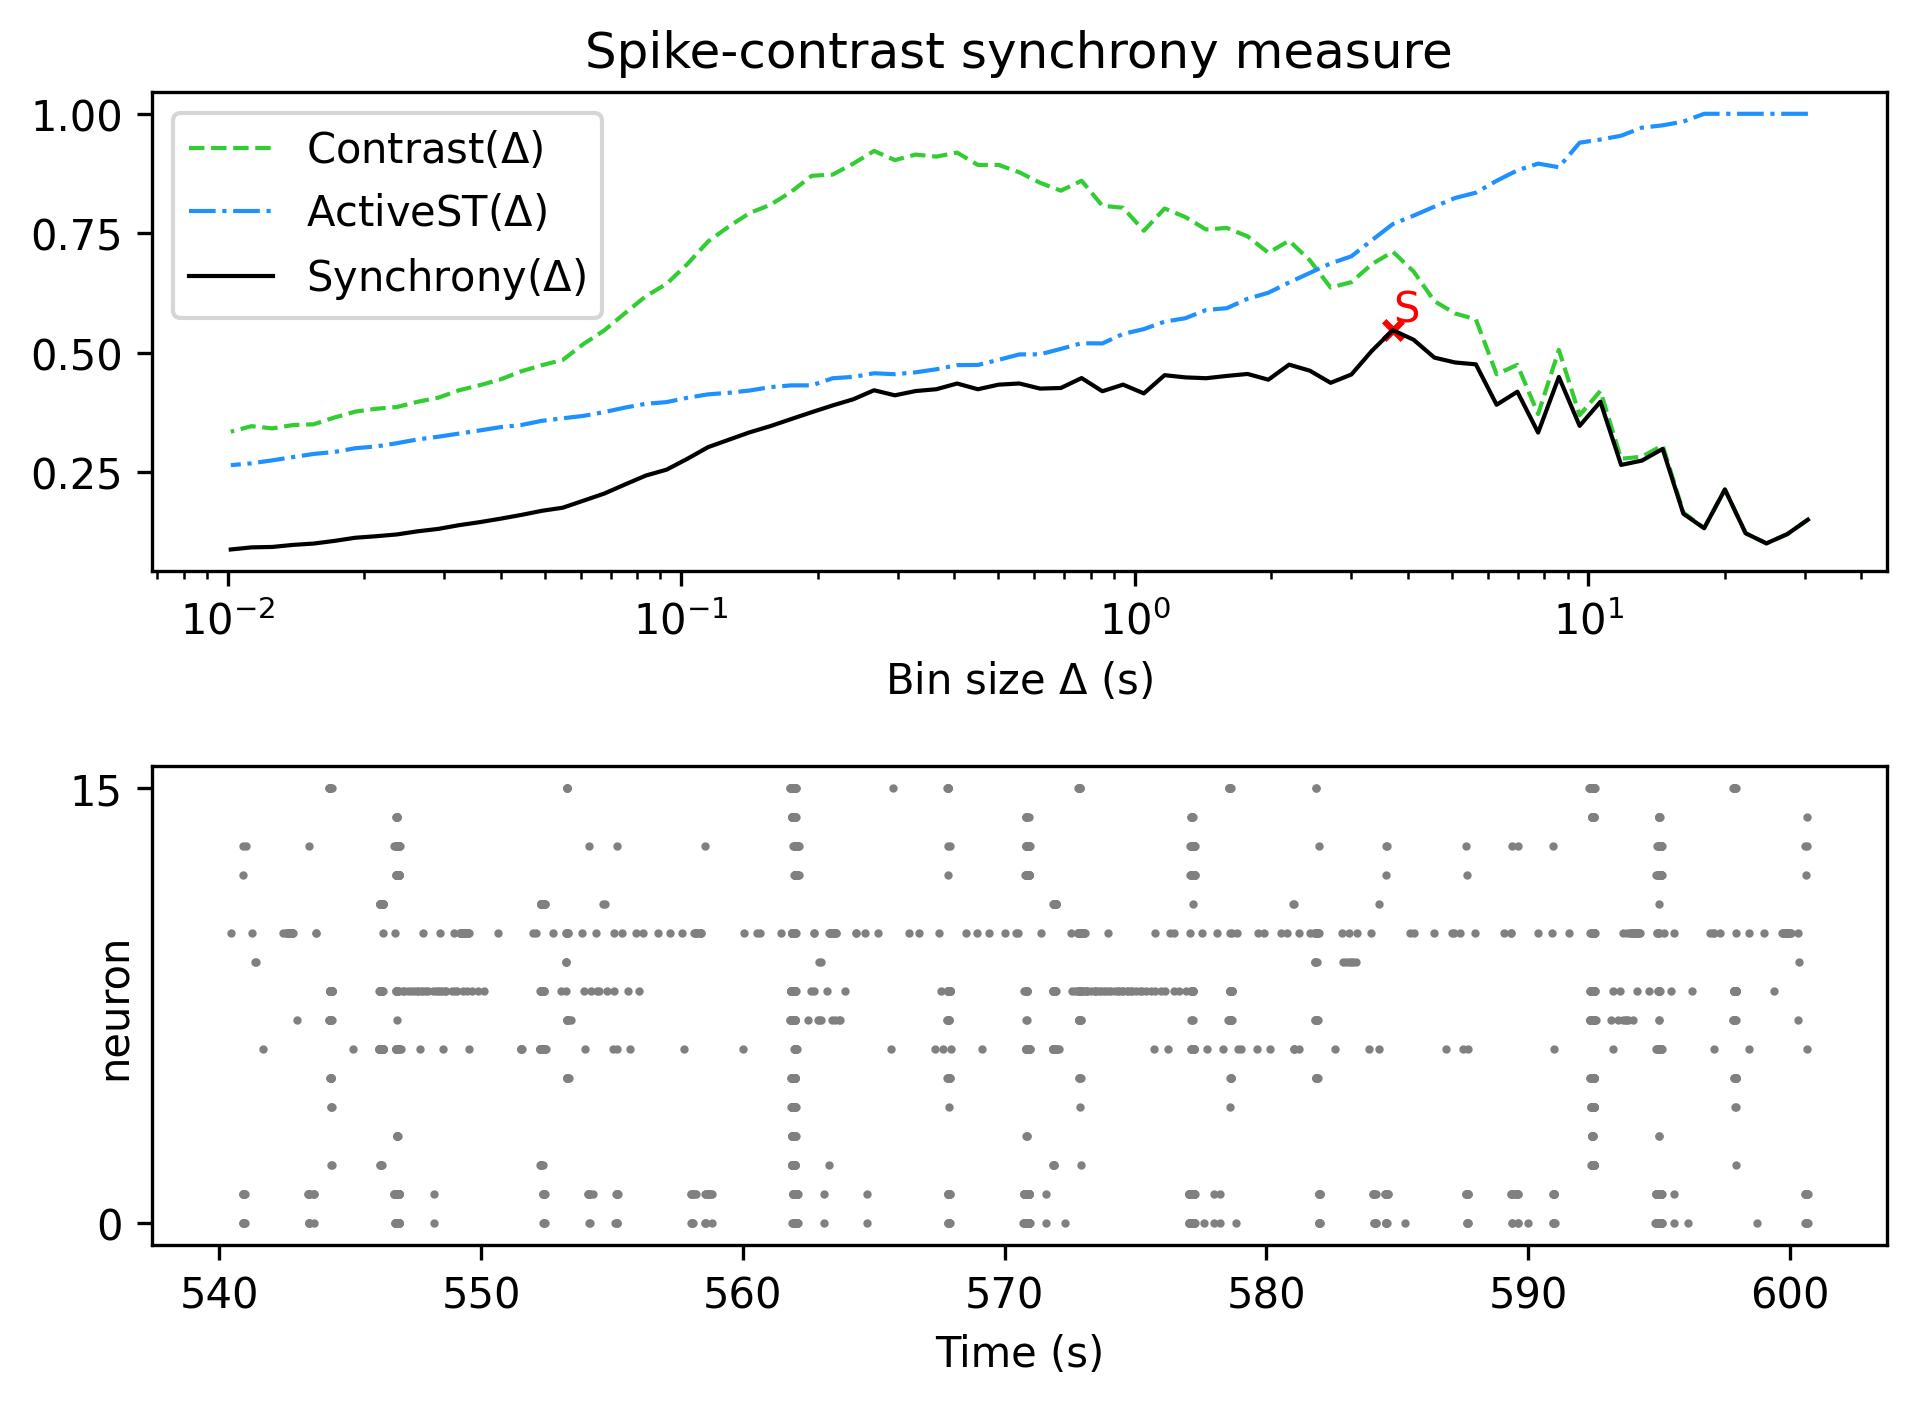 Spike-contrast synchrony measure
1.00
0.75
0.50
0.25
Contrast(Δ)
ActiveST(Δ)
Synchrony(Δ)
S
10⁻² 10⁻¹ 10⁰ 10¹
Bin size Δ (s)
15
0
neuron
540 550 560 570 580 590 600
Time (s)